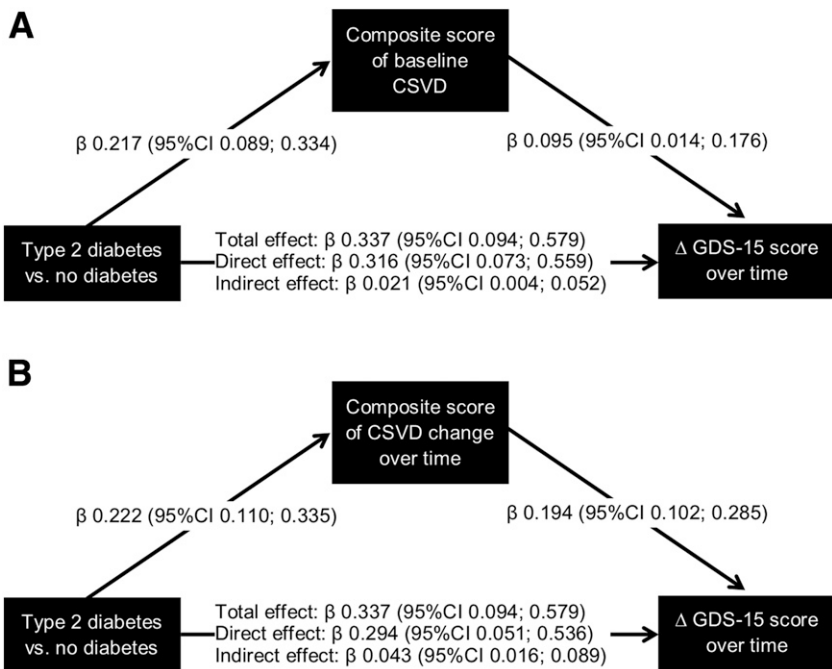 A
Composite score
of baseline
CSVD
β 0.217 (95%CI 0.089; 0.334)
β 0.095 (95%CI 0.014; 0.176)
Type 2 diabetes
vs. no diabetes
Total effect: β 0.337 (95%CI 0.094; 0.579)
Direct effect: β 0.316 (95%CI 0.073; 0.559)
Indirect effect: β 0.021 (95%CI 0.004; 0.052)
Δ GDS-15 score
over time
B
Composite score
of CSVD change
over time
β 0.222 (95%CI 0.110; 0.335)
β 0.194 (95%CI 0.102; 0.285)
Type 2 diabetes
vs. no diabetes
Total effect: β 0.337 (95%CI 0.094; 0.579)
Direct effect: β 0.294 (95%CI 0.051; 0.536)
Indirect effect: β 0.043 (95%CI 0.016; 0.089)
Δ GDS-15 score
over time